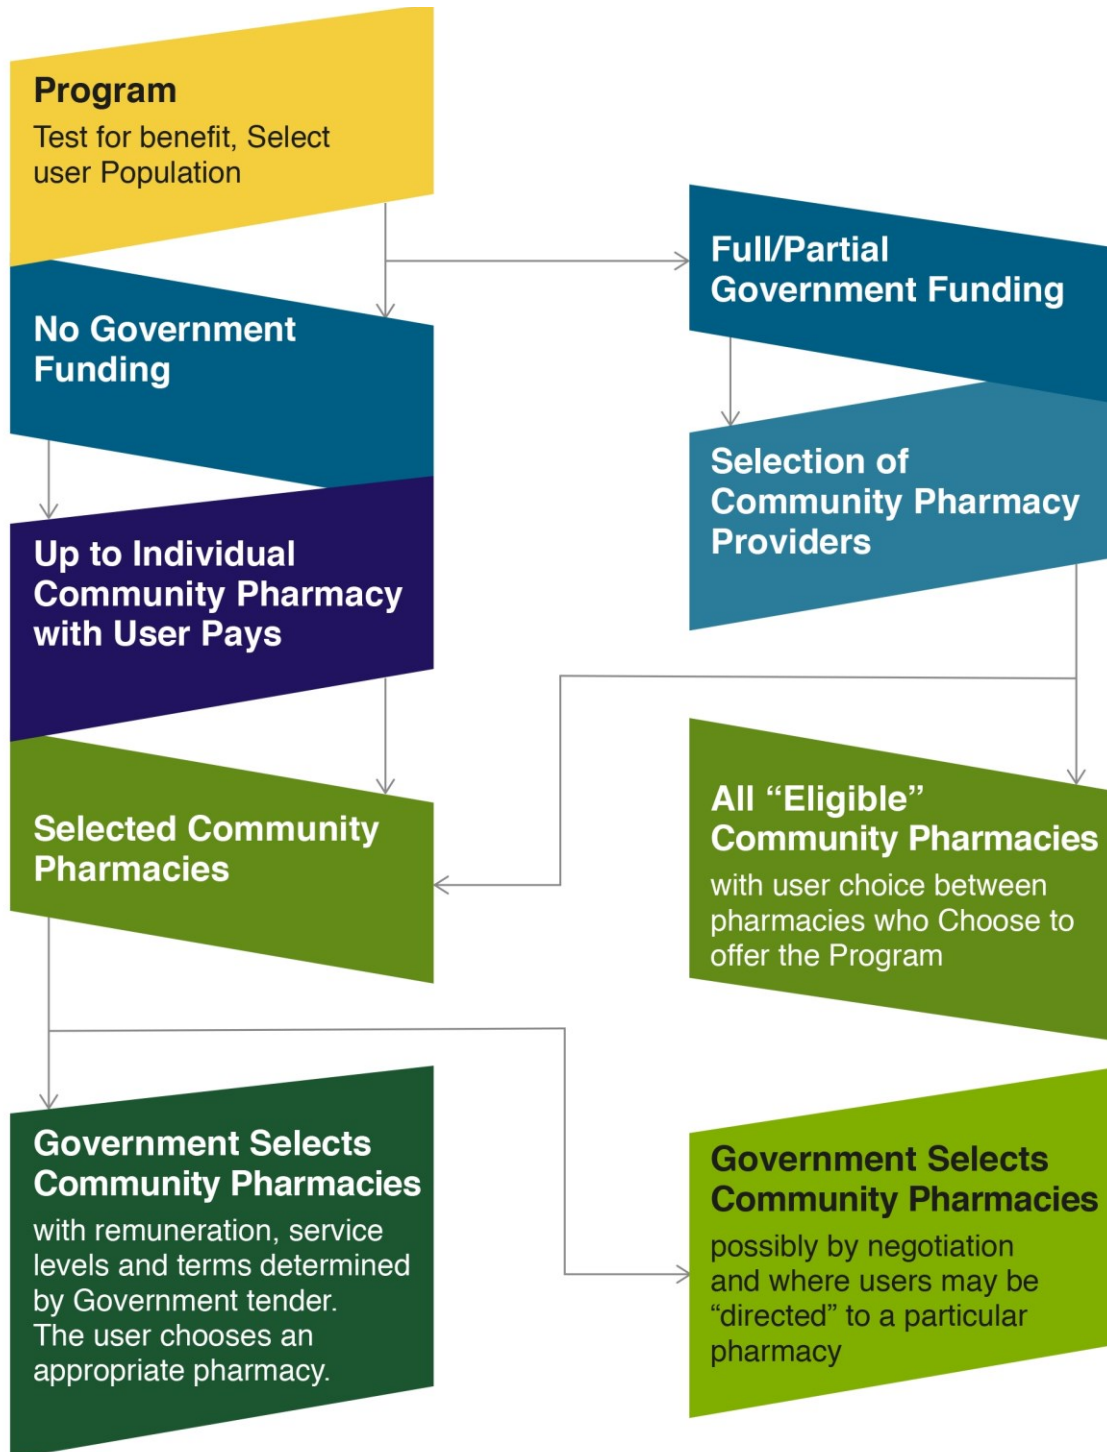 Program
Test for benefit, Select
user Population
Full/Partial
Government Funding
No Government
Funding
Selection of
Community Pharmacy
Providers
Up to Individual
Community Pharmacy
with User Pays
Selected Community
Pharmacies
All “Eligible”
Community Pharmacies
with user choice between
pharmacies who Choose to
offer the Program
Government Selects
Community Pharmacies
with remuneration, service
levels and terms determined
by Government tender.
The user chooses an
appropriate pharmacy.
Government Selects
Community Pharmacies
possibly by negotiation
and where users may be
“directed” to a particular
pharmacy